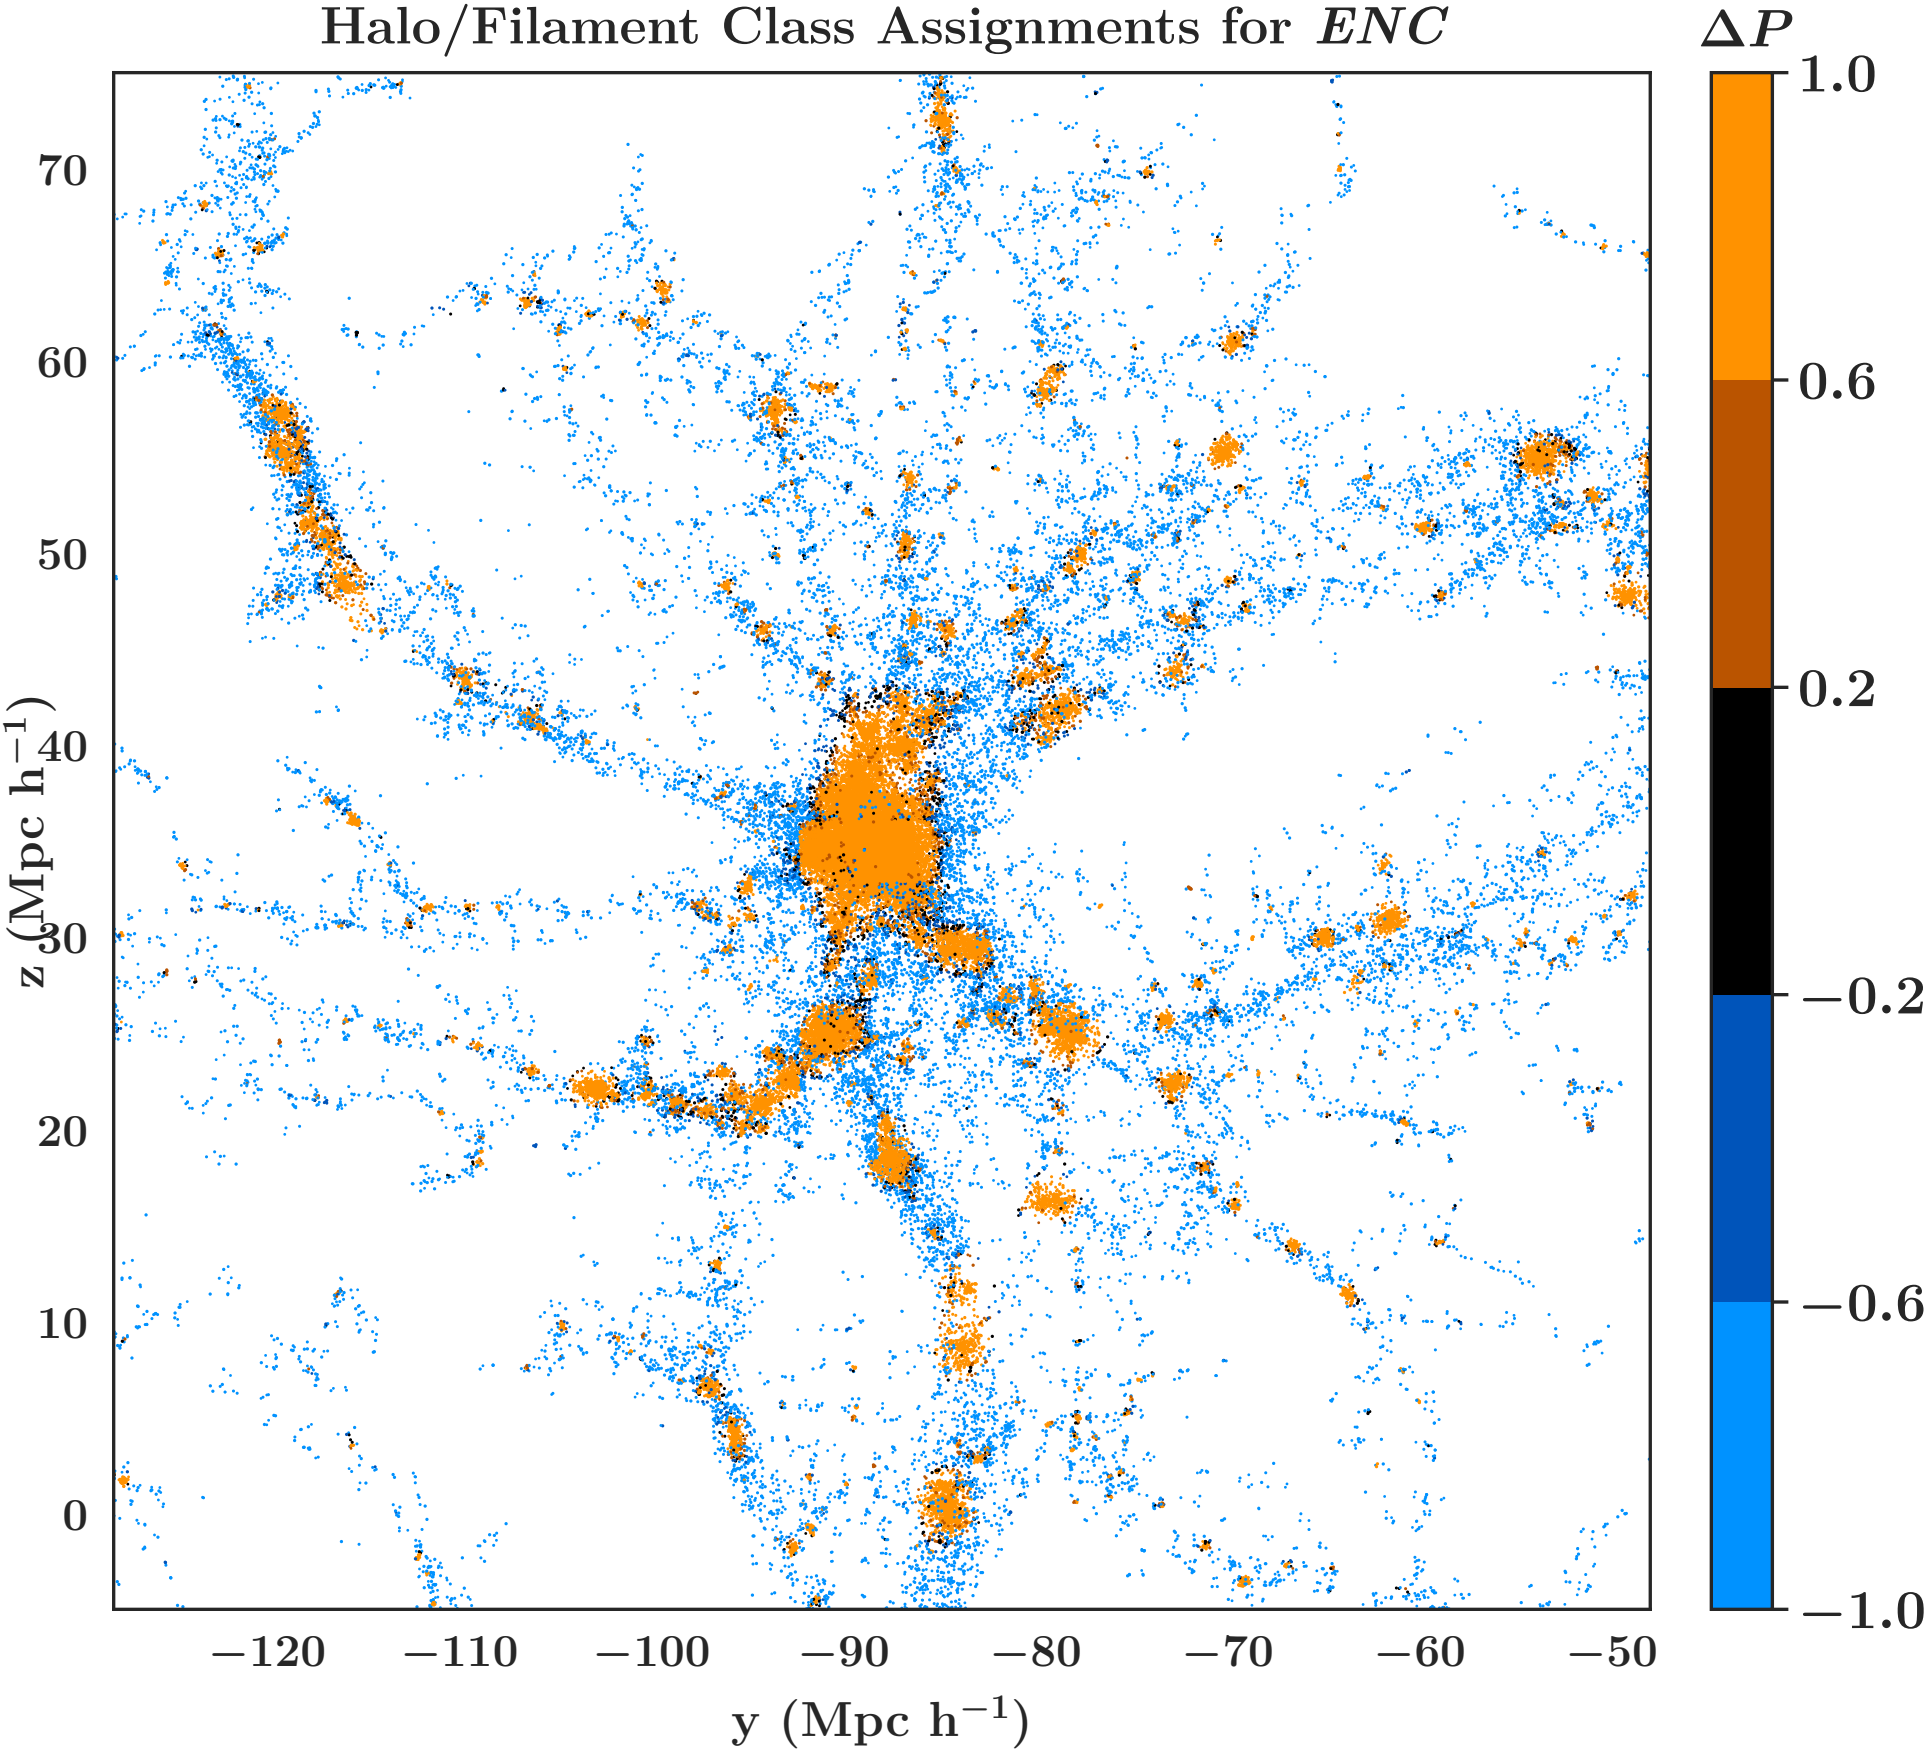 Halo/Filament Class Assignments for ENC
ΔP
1.0
0.6
0.2
−0.2
−0.6
−1.0
70
60
50
40
30
20
10
0
z (Mpc h⁻¹)
−120 −110 −100 −90 −80 −70 −60 −50
y (Mpc h⁻¹)